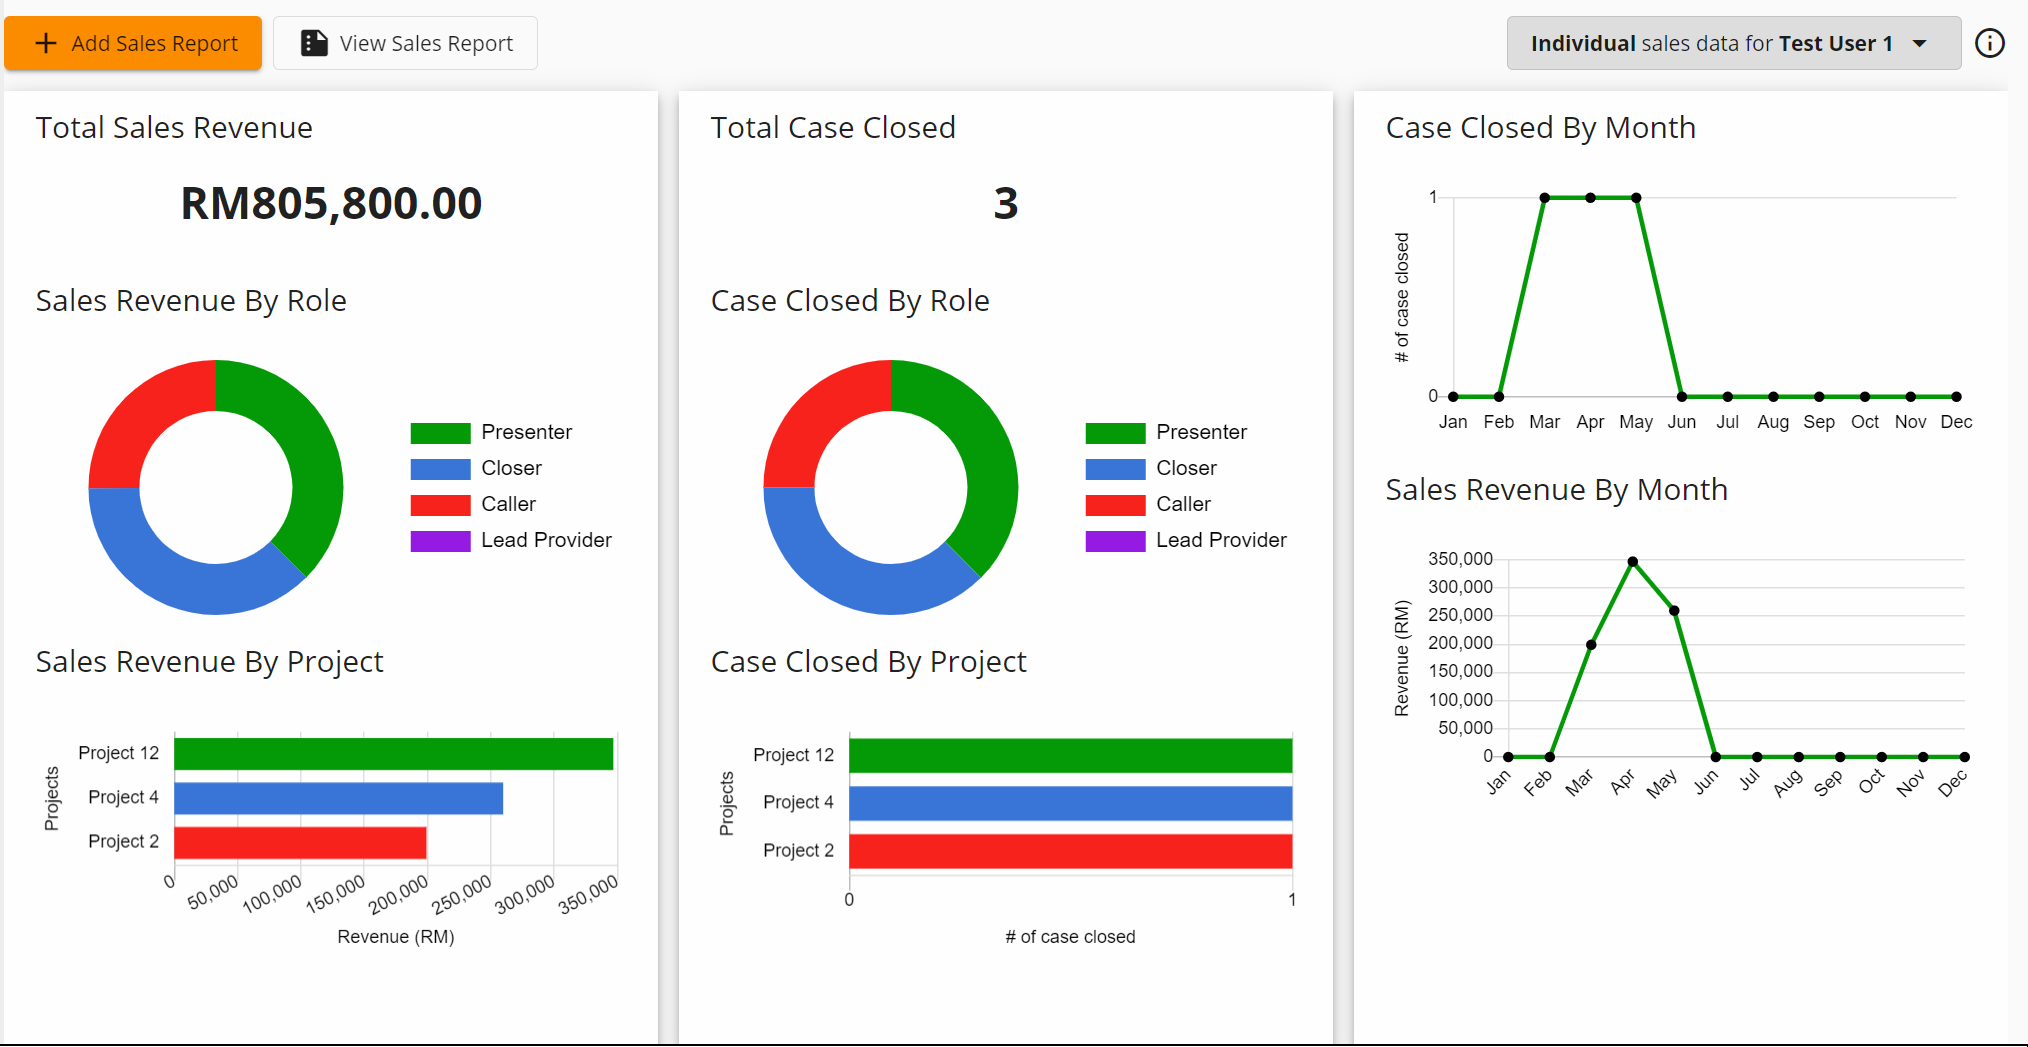 Add Sales Report
View Sales Report
Individual sales data for Test User 1
Total Sales Revenue
RM805,800.00
Sales Revenue By Role
Presenter
Closer
Caller
Lead Provider
Sales Revenue By Project
Projects
Project 12
Project 4
Project 2
0 50,000 100,000 150,000 200,000 250,000 300,000 350,000
Revenue (RM)
Total Case Closed
3
Case Closed By Role
Presenter
Closer
Caller
Lead Provider
Case Closed By Project
Projects
Project 12
Project 4
Project 2
0 1
# of case closed
Case Closed By Month
# of case closed
1
0
Jan Feb Mar Apr May Jun Jul Aug Sep Oct Nov Dec
Sales Revenue By Month
Revenue (RM)
350,000
300,000
250,000
200,000
150,000
100,000
50,000
0
Jan Feb Mar Apr May Jun Jul Aug Sep Oct Nov Dec